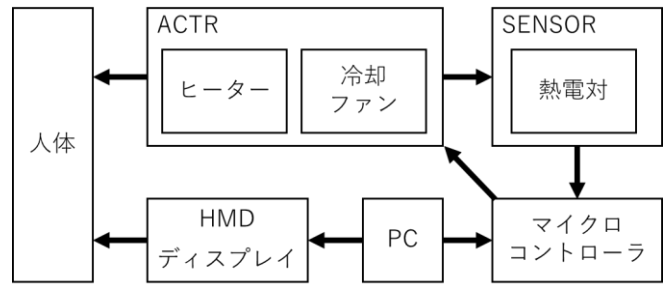 ACTR
SENSOR
ヒーター
冷却
ファン
熱電対
人体
HMD
ディスプレイ
PC
マイクロ
コントローラ